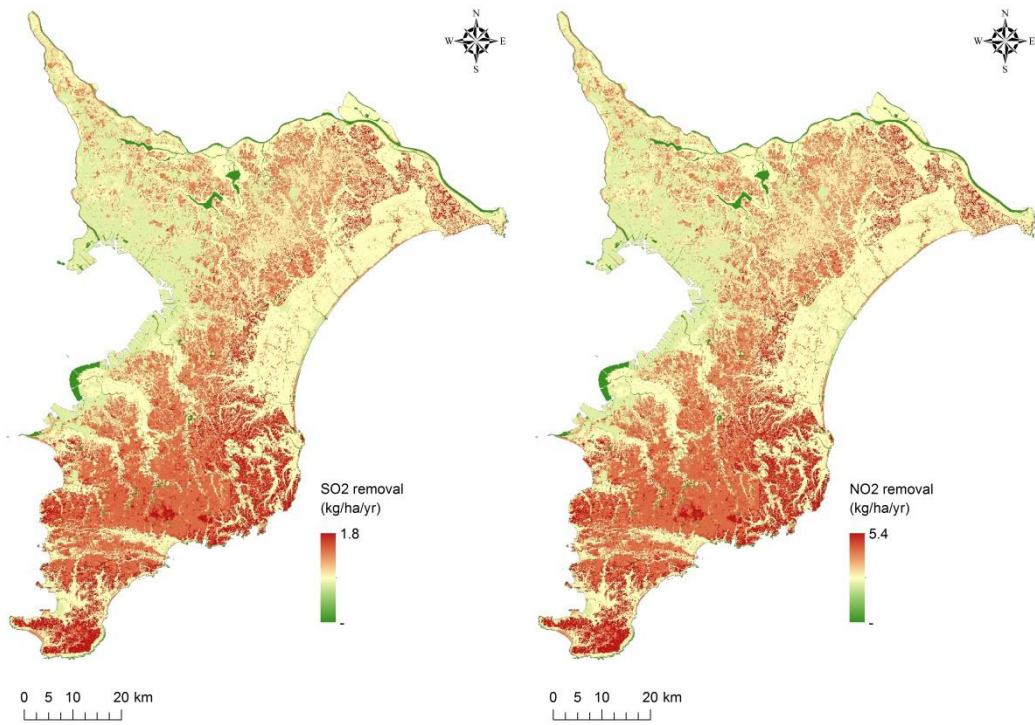 N
W E
S
N
W E
S
SO2 removal
(kg/ha/yr)
1.8
-
NO2 removal
(kg/ha/yr)
5.4
-
0 5 10 20 km
0 5 10 20 km